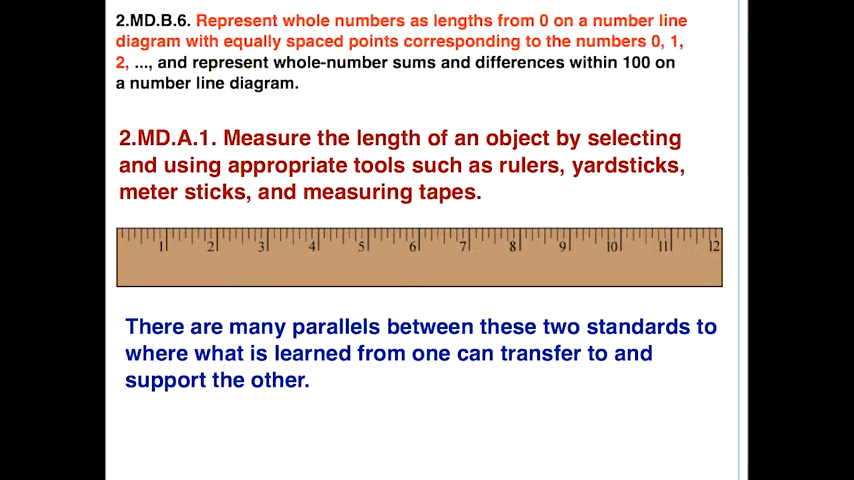 2.MD.B.6. Represent whole numbers as lengths from 0 on a number line
diagram with equally spaced points corresponding to the numbers 0, 1,
2, ..., and represent whole-number sums and differences within 100 on
a number line diagram.
2.MD.A.1. Measure the length of an object by selecting
and using appropriate tools such as rulers, yardsticks,
meter sticks, and measuring tapes.
1 2 3 4 5 6 7 8 9 10 11 12
There are many parallels between these two standards to
where what is learned from one can transfer to and
support the other.